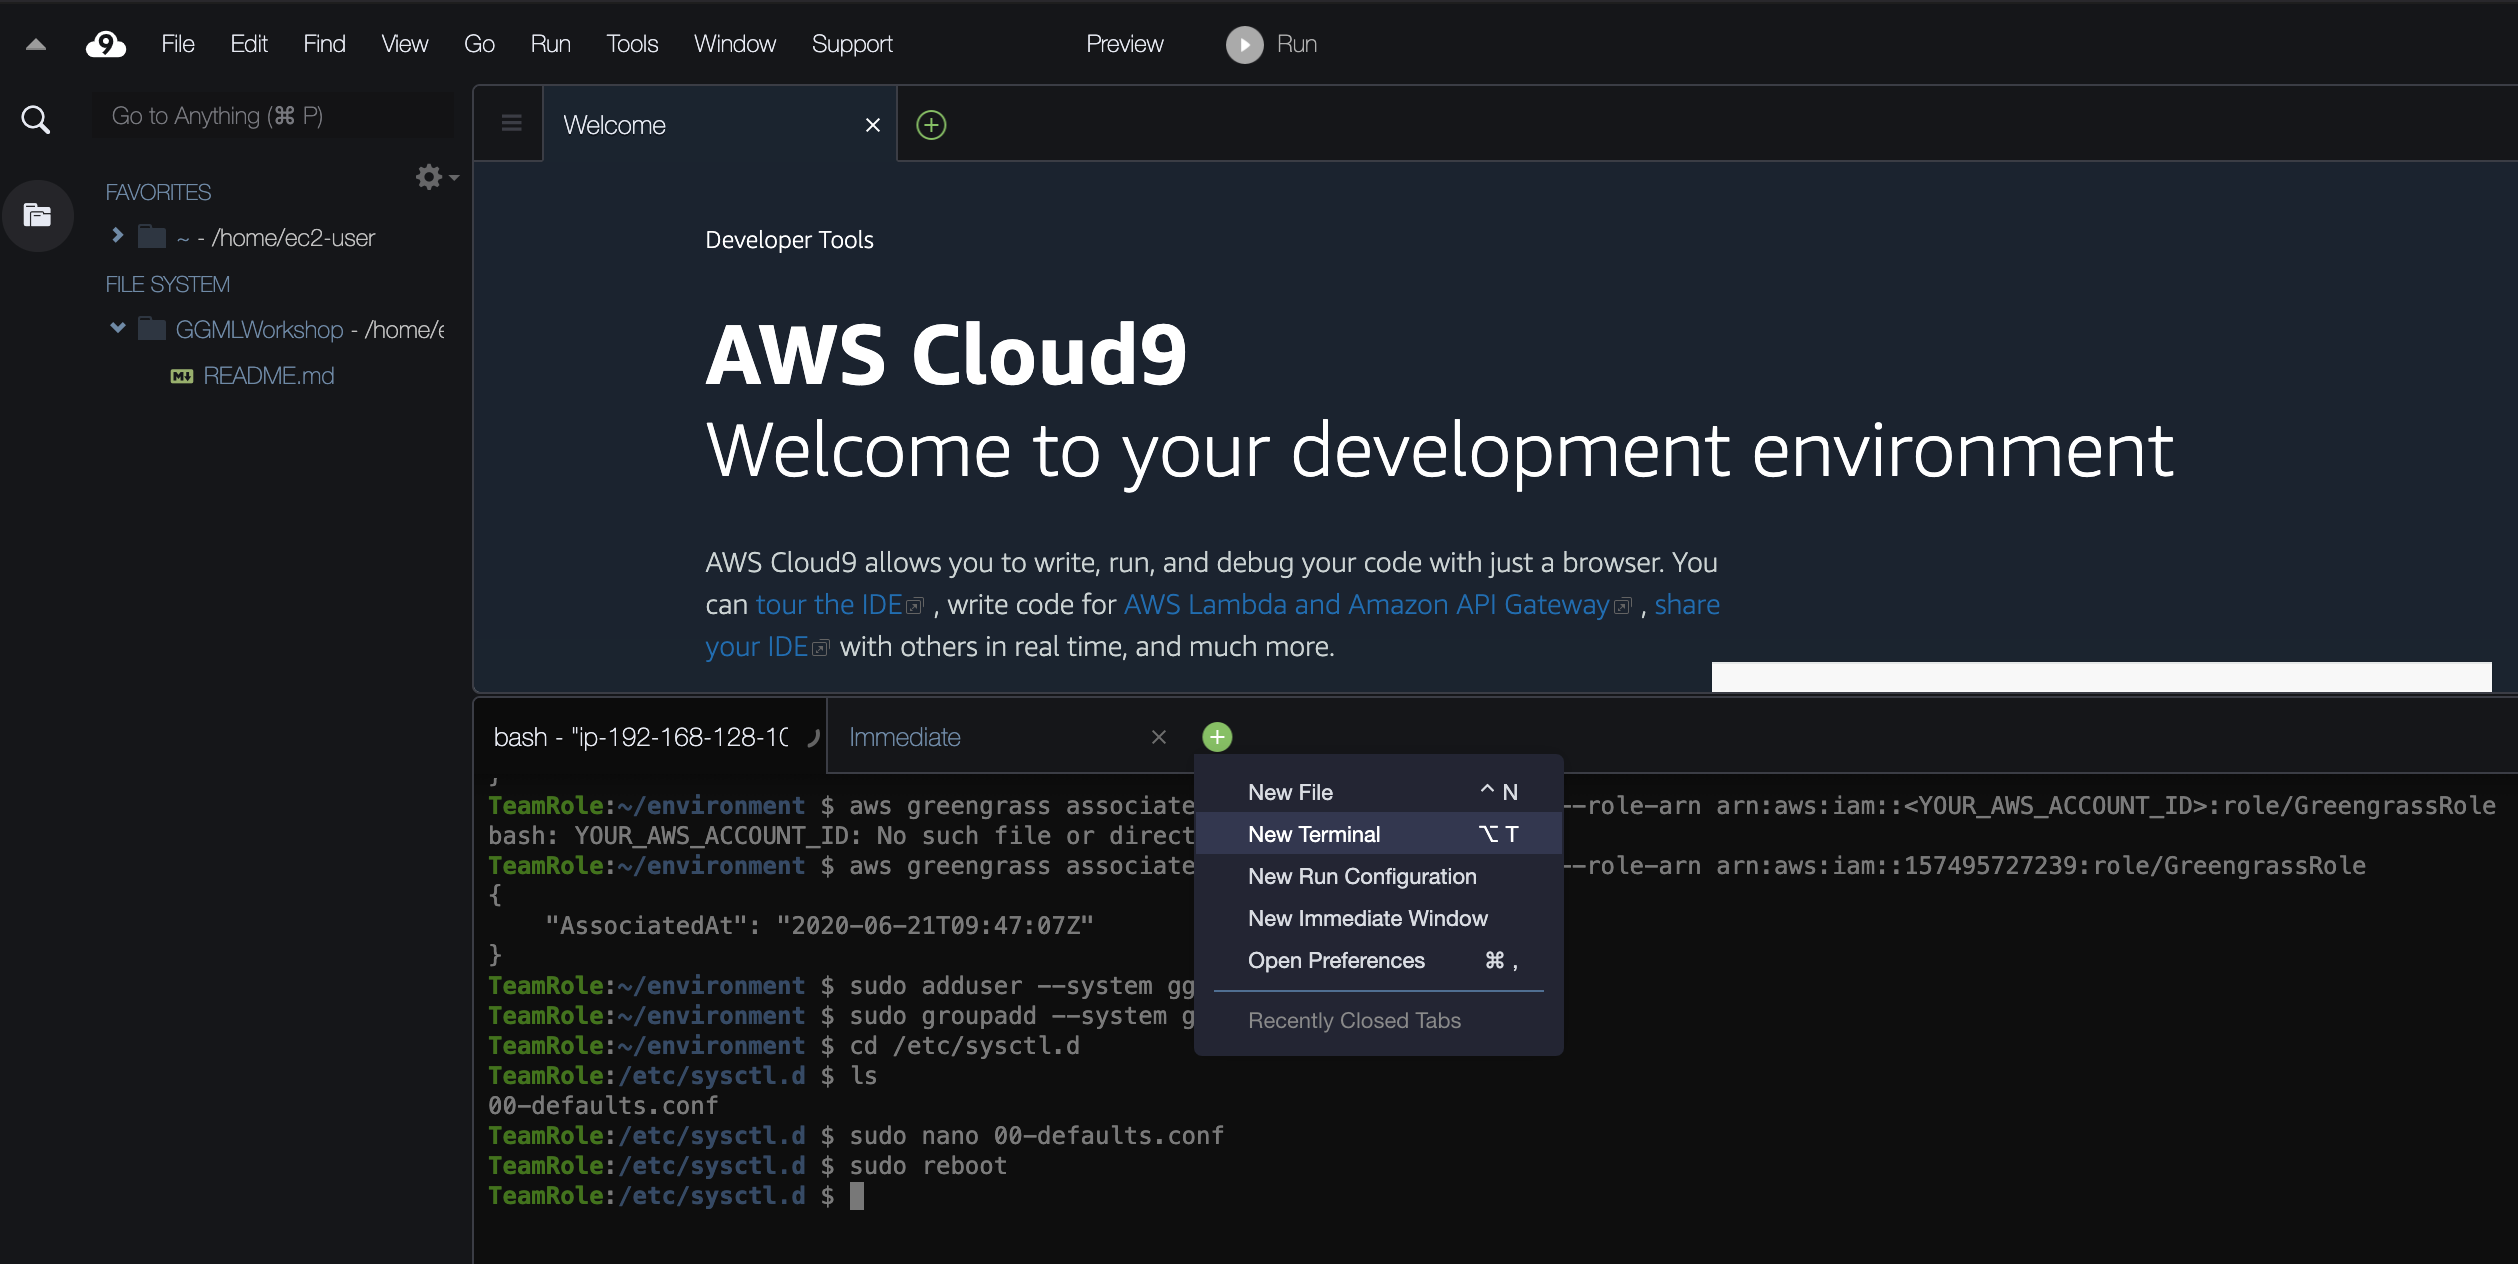 9 File Edit Find View Go Run Tools Window Support Preview Run
Go to Anything (⌘ P)
Welcome
FAVORITES
~ - /home/ec2-user
FILE SYSTEM
GGMLWorkshop - /home/e
README.md
Developer Tools
AWS Cloud9
Welcome to your development environment
AWS Cloud9 allows you to write, run, and debug your code with just a browser. You
can tour the IDE , write code for AWS Lambda and Amazon API Gateway , share
your IDE with others in real time, and much more.
bash - "ip-192-168-128-10 Immediate
}
TeamRole:~/environment $ aws greengrass associate --role-arn arn:aws:iam::<YOUR_AWS_ACCOUNT_ID>:role/GreengrassRole
bash: YOUR_AWS_ACCOUNT_ID: No such file or direct
TeamRole:~/environment $ aws greengrass associate --role-arn arn:aws:iam::157495727239:role/GreengrassRole
{
"AssociatedAt": "2020-06-21T09:47:07Z"
}
TeamRole:~/environment $ sudo adduser --system gg
TeamRole:~/environment $ sudo groupadd --system g
TeamRole:~/environment $ cd /etc/sysctl.d
TeamRole:/etc/sysctl.d $ ls
00-defaults.conf
TeamRole:/etc/sysctl.d $ sudo nano 00-defaults.conf
TeamRole:/etc/sysctl.d $ sudo reboot
TeamRole:/etc/sysctl.d $
New File ^ N
New Terminal ⌥ T
New Run Configuration
New Immediate Window
Open Preferences ⌘ ,
Recently Closed Tabs